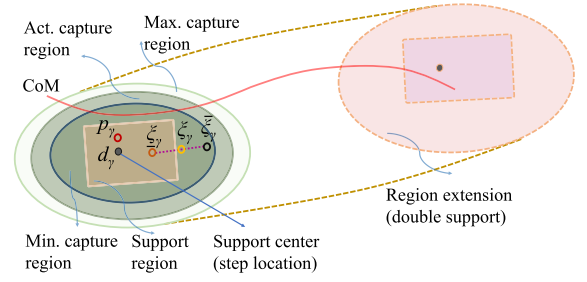 Act. capture
region
Max. capture
region
CoM
p_γ
d_γ
ξ̲_γ
ξ_γ
ξ̄_γ
Min. capture
region
Support
region
Support center
(step location)
Region extension
(double support)